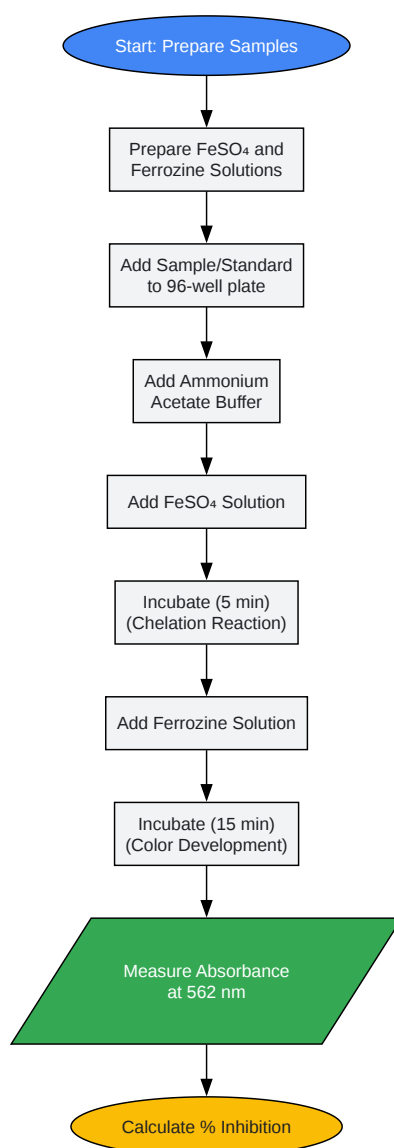 Start: Prepare Samples
Prepare FeSO₄ and
Ferrozine Solutions
Add Sample/Standard
to 96-well plate
Add Ammonium
Acetate Buffer
Add FeSO₄ Solution
Incubate (5 min)
(Chelation Reaction)
Add Ferrozine Solution
Incubate (15 min)
(Color Development)
Measure Absorbance
at 562 nm
Calculate % Inhibition